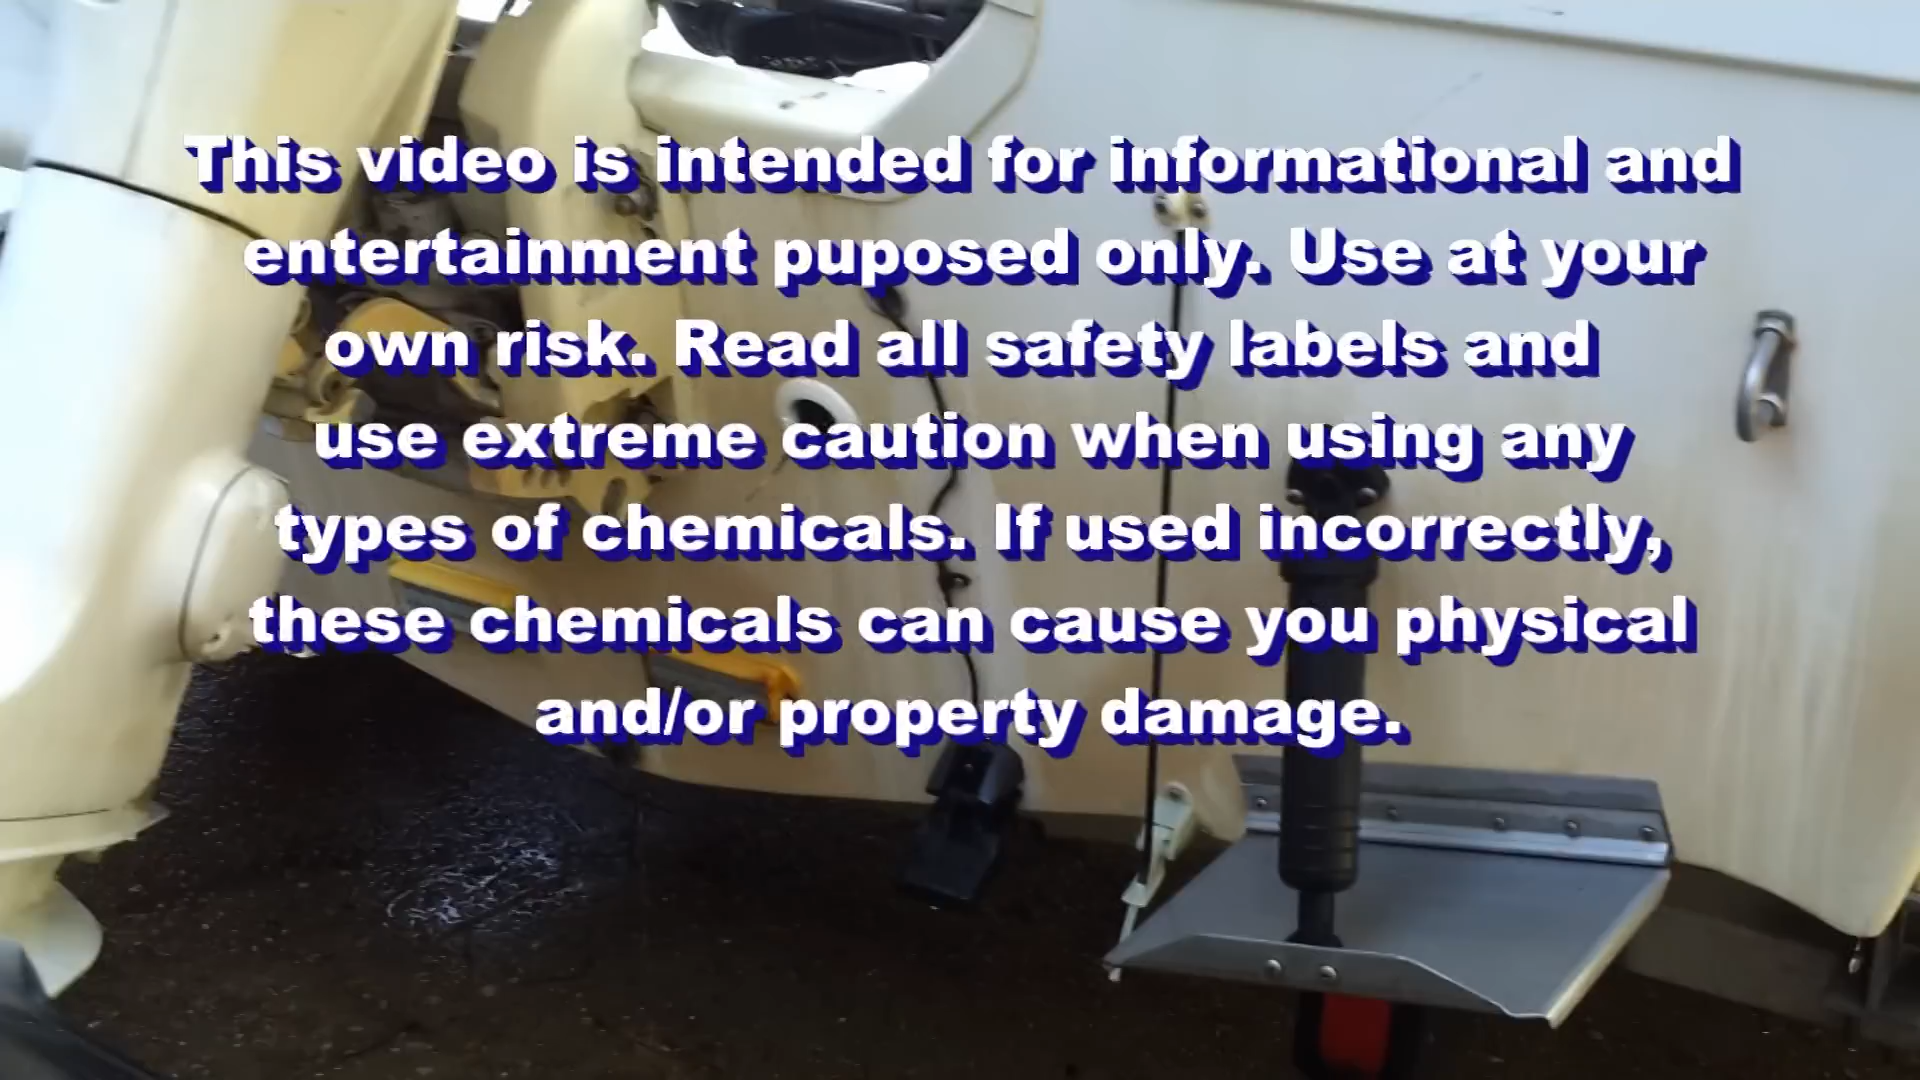 This video is intended for informational and
entertainment puposed only. Use at your
own risk. Read all safety labels and
use extreme caution when using any
types of chemicals. If used incorrectly,
these chemicals can cause you physical
and/or property damage.